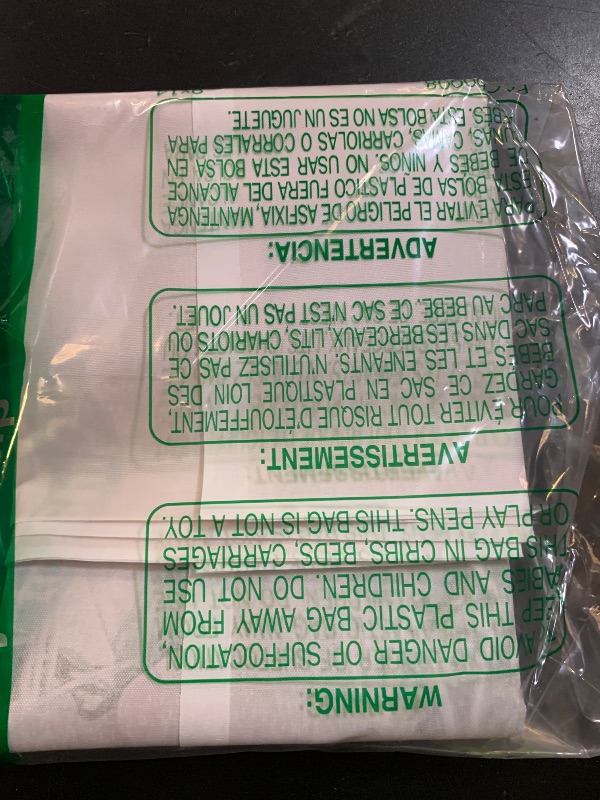 WARNING:
AVOID DANGER OF SUFFOCATION,
KEEP THIS PLASTIC BAG AWAY FROM
BABIES AND CHILDREN. DO NOT USE
THIS BAG IN CRIBS, BEDS, CARRIAGES
OR PLAY PENS. THIS BAG IS NOT A TOY.
AVERTISSEMENT:
POUR ÉVITER TOUT RISQUE D'ÉTOUFFEMENT,
GARDEZ CE SAC EN PLASTIQUE LOIN DES
BÉBÉS ET LES ENFANTS. N'UTILISEZ PAS CE
SAC DANS LES BERCEAUX, LITS, CHARIOTS OU
PARC AU BEBE. CE SAC N'EST PAS UN JOUET.
ADVERTENCIA:
PARA EVITAR EL PELIGRO DE ASFIXIA, MANTENGA
ESTA BOLSA DE PLASTICO FUERA DEL ALCANCE
DE BEBÉS Y NIÑOS. NO USAR ESTA BOLSA EN
CUNAS, CAMAS, CARRIOLAS O CORRALES PARA
BEBÉS ESTA BOLSA NO ES UN JUGUETE.